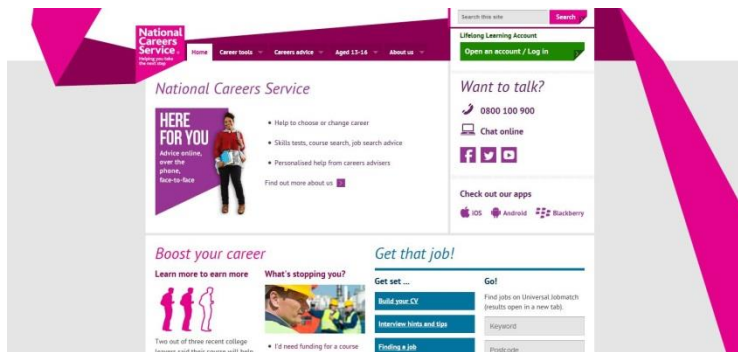 Search this site
Search
National
Careers
Service
Helping you take
the next step
Home
Career tools
Careers advice
Aged 13-16
About us
Lifelong Learning Account
Open an account / Log in
National Careers Service
HERE
FOR YOU
Advice online,
over the
phone,
face-to-face
Help to choose or change career
Skills tests, course search, job search advice
Personalised help from careers advisers
Find out more about us
Want to talk?
0800 100 900
Chat online
Check out our apps
iOS
Android
Blackberry
Boost your career
Learn more to earn more
Two out of three recent college
leavers said their course will help
What's stopping you?
I'd need funding for a course
Get that job!
Get set ...
Build your CV
Interview hints and tips
Finding a job
Go!
Find jobs on Universal Jobmatch
(results open in a new tab).
Keyword
Postcode